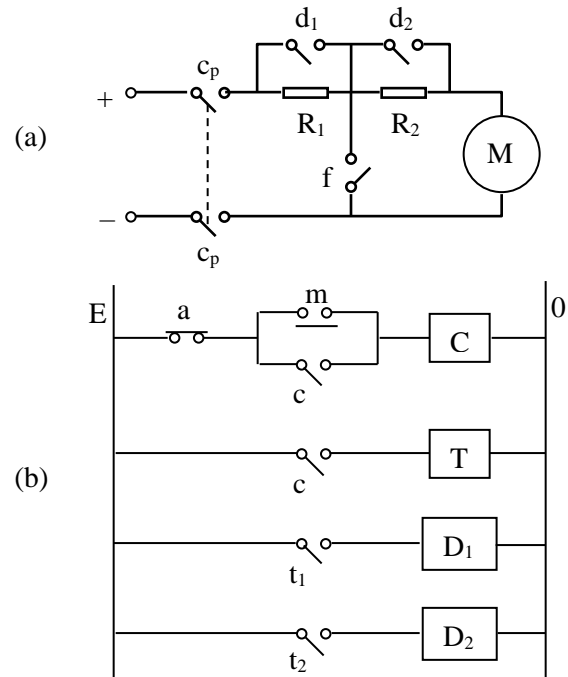 d₁ d₂
cₚ
+
R₁ R₂
(a)
M
f
−
cₚ
E a m 0
C
c
T
c
(b)
D₁
t₁
D₂
t₂